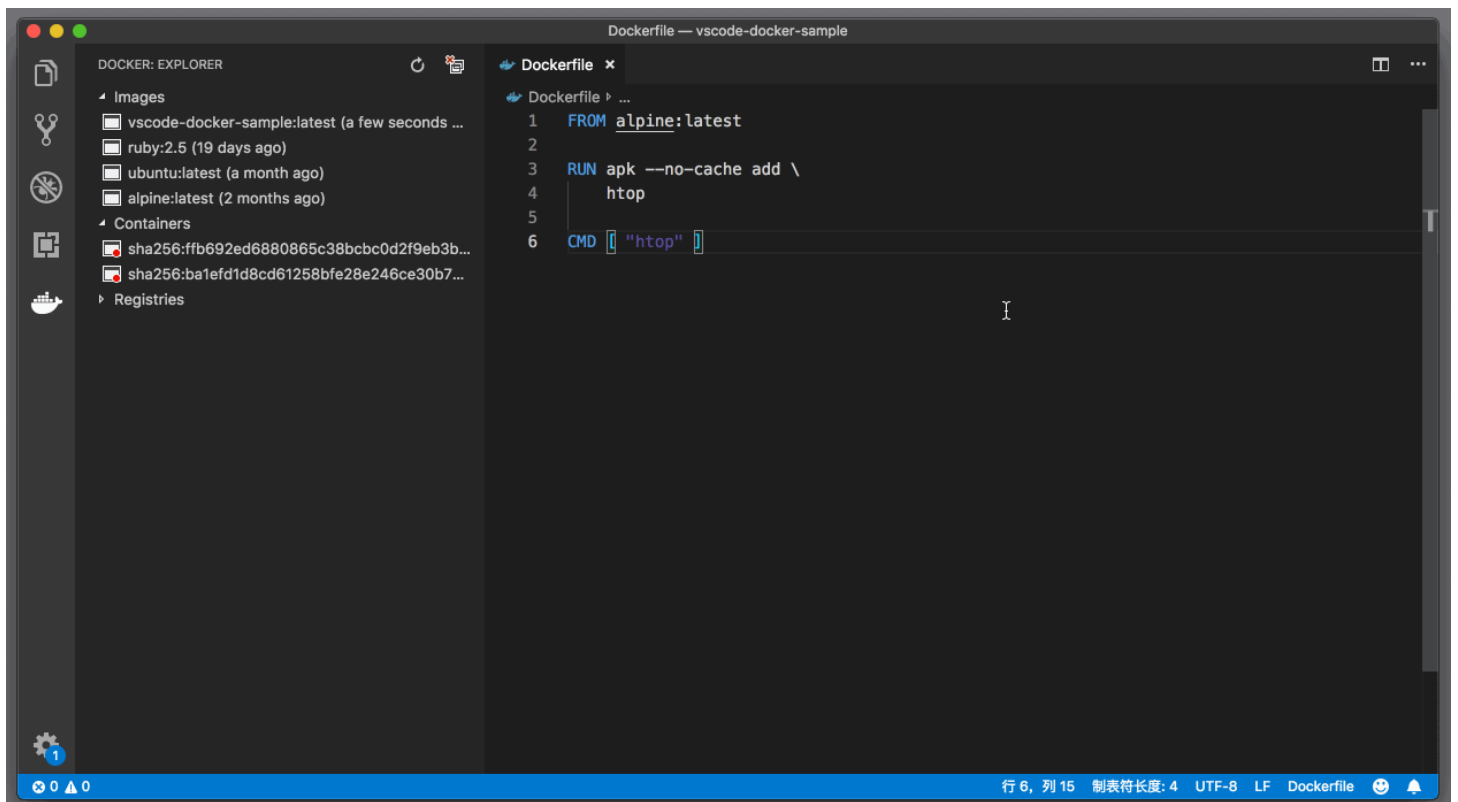 Dockerfile — vscode-docker-sample
DOCKER: EXPLORER
Images
vscode-docker-sample:latest (a few seconds ...
ruby:2.5 (19 days ago)
ubuntu:latest (a month ago)
alpine:latest (2 months ago)
Containers
sha256:ffb692ed6880865c38bcbc0d2f9eb3b...
sha256:ba1efd1d8cd61258bfe28e246ce30b7...
Registries
1
Dockerfile ×
Dockerfile ...
1 FROM alpine:latest
2
3 RUN apk --no-cache add \
4     htop
5
6 CMD [ "htop" ]
0 0
行 6，列 15 制表符长度: 4 UTF-8 LF Dockerfile